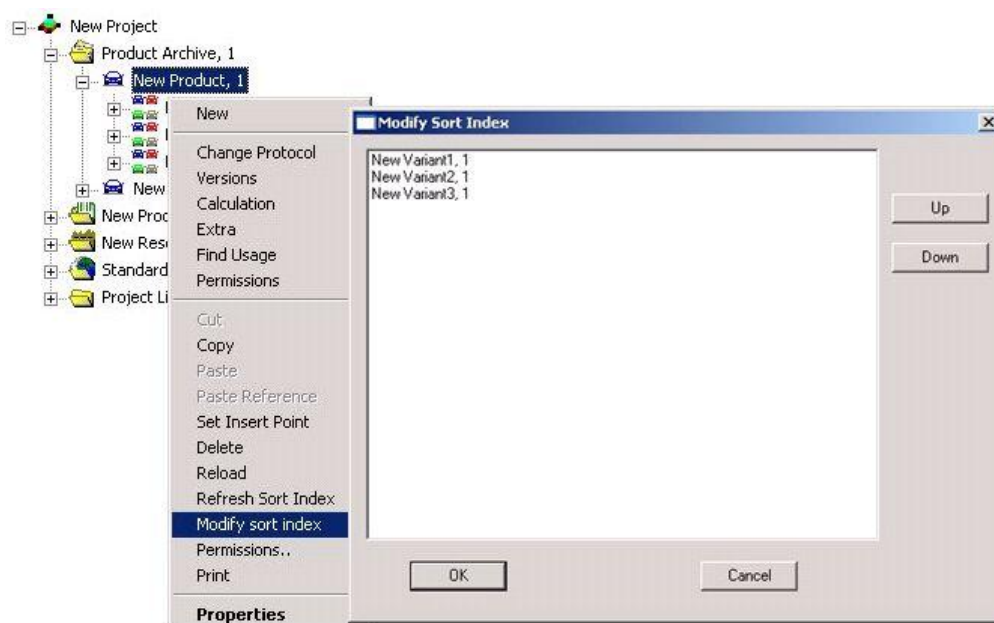 New Project
Product Archive, 1
New Product, 1
New
New Proc
New Res
Standard
Project Li
New
Change Protocol
Versions
Calculation
Extra
Find Usage
Permissions
Cut
Copy
Paste
Paste Reference
Set Insert Point
Delete
Reload
Refresh Sort Index
Modify sort index
Permissions..
Print
Properties
Modify Sort Index
New Variant1, 1
New Variant2, 1
New Variant3, 1
Up
Down
OK
Cancel